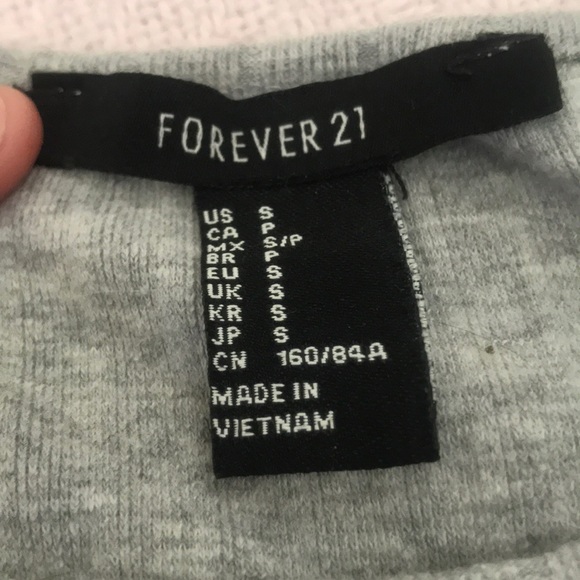 FOREVER 21
US S
CA P
MX S/P
BR P
EU S
UK S
KR S
JP S
CN 160/84A
MADE IN
VIETNAM